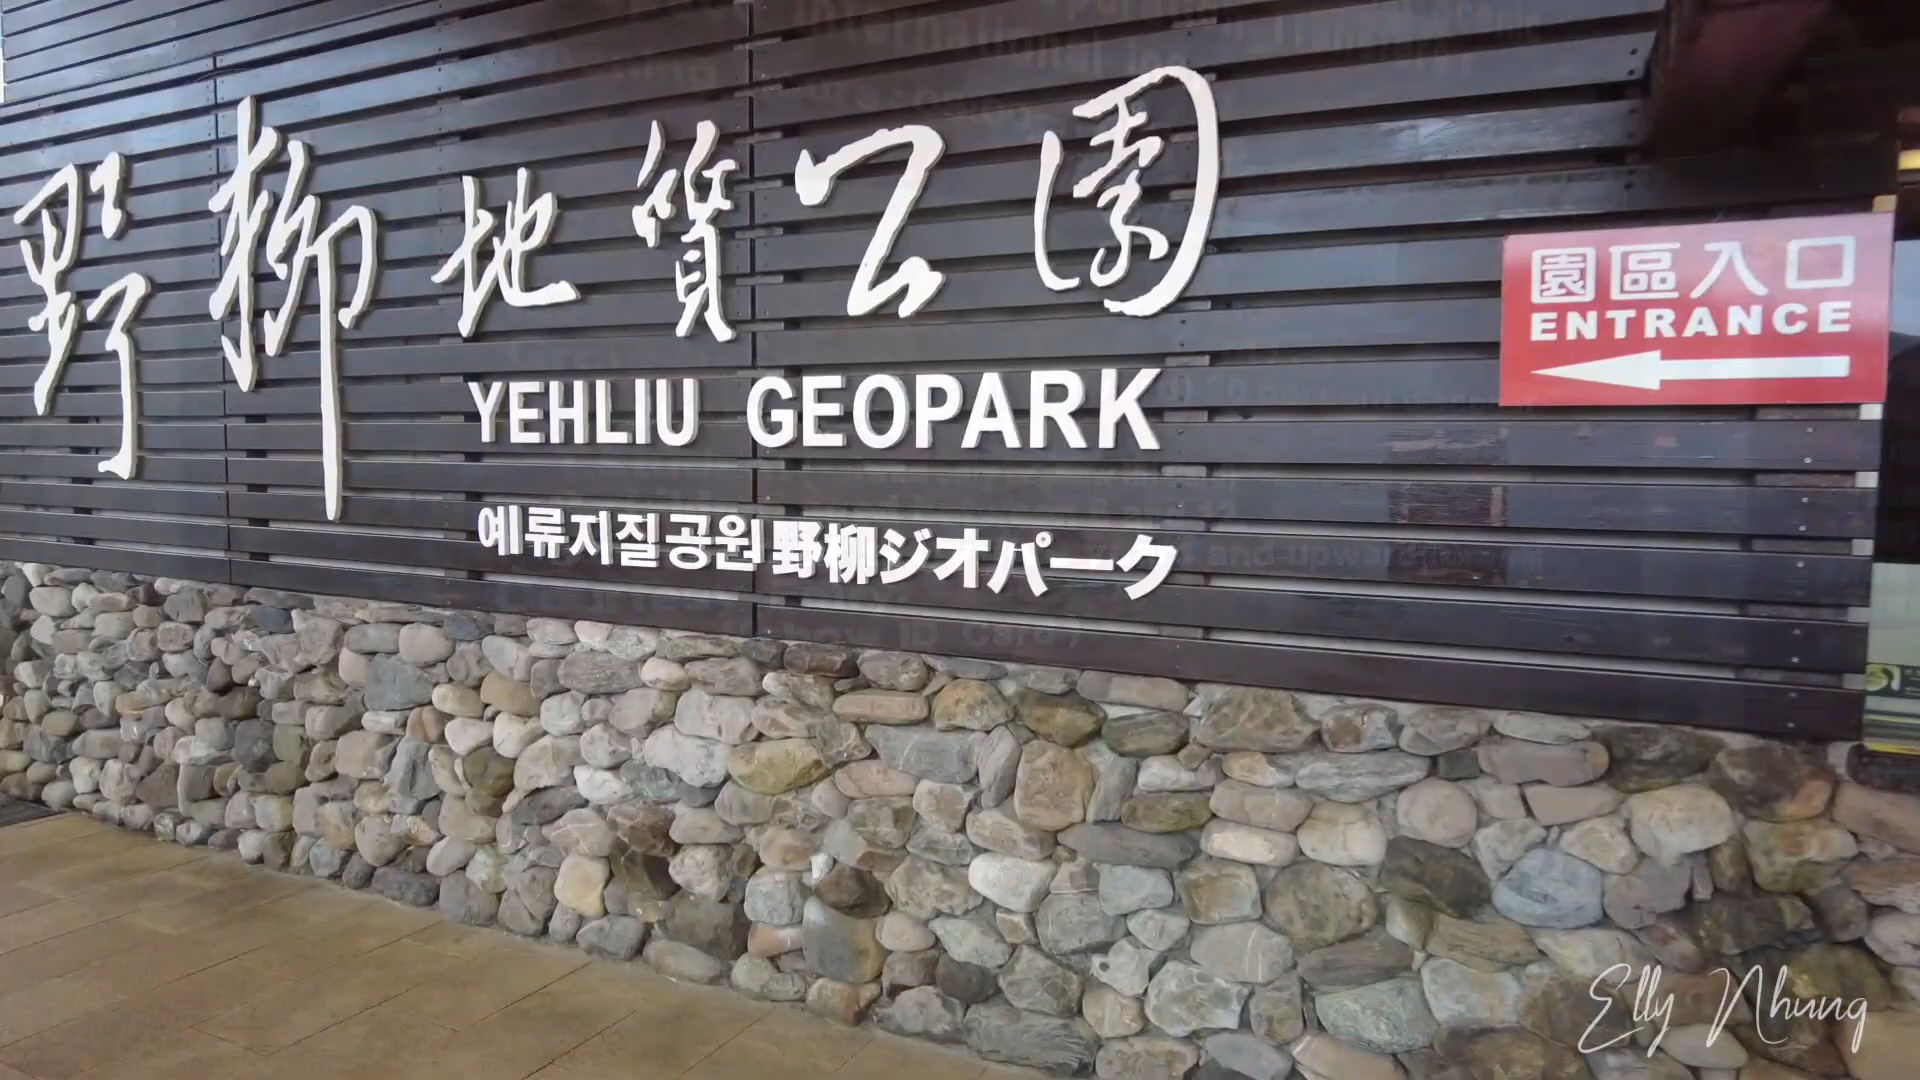 野柳地質公園
YEHLIU GEOPARK
예류지질공원 野柳ジオパーク
園區入口
ENTRANCE
Elly Nhung